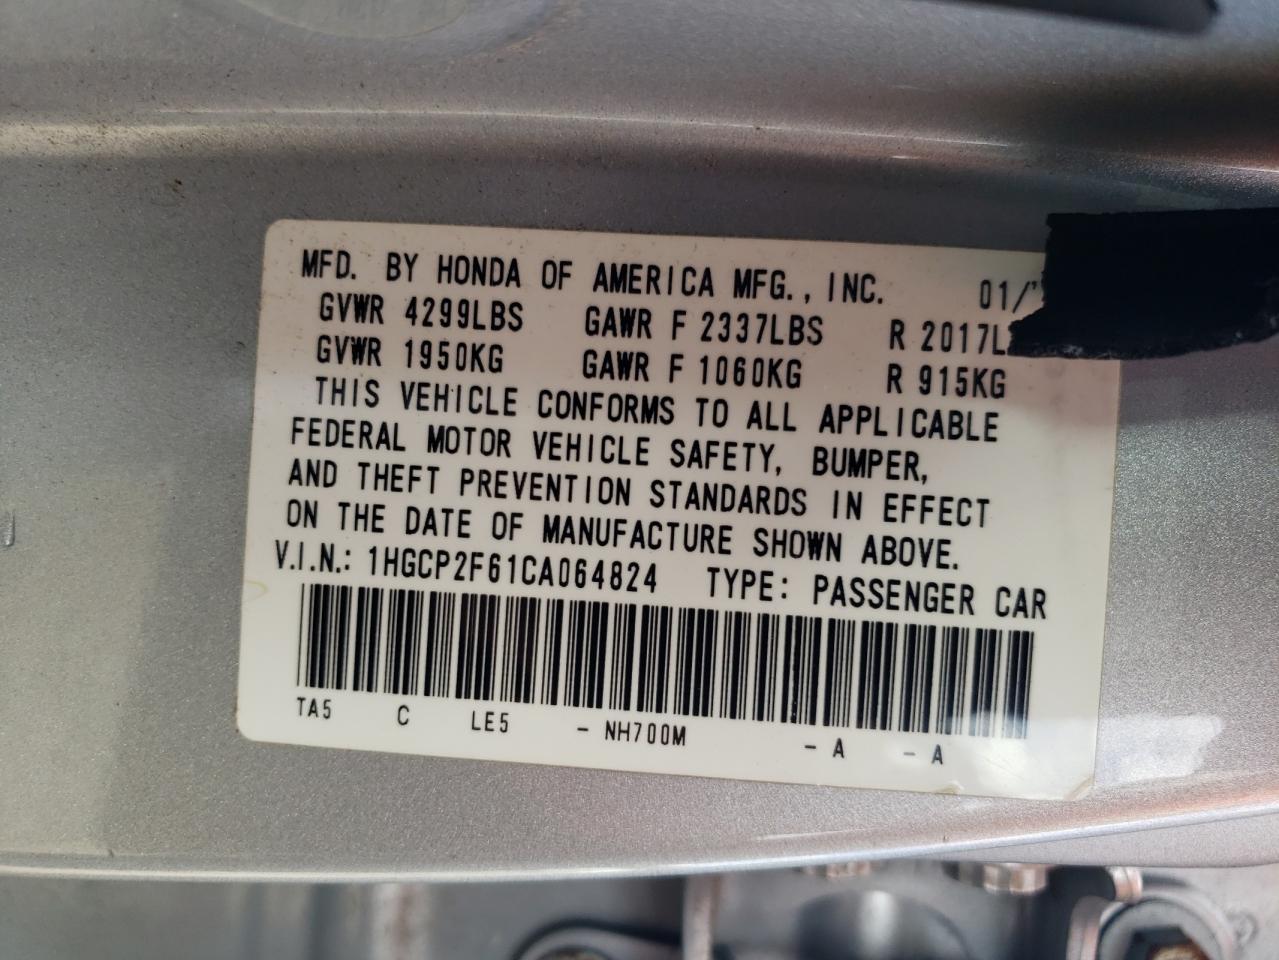 MFD. BY HONDA OF AMERICA MFG., INC. 01/
GVWR 4299LBS GAWR F 2337LBS R 2017L
GVWR 1950KG GAWR F 1060KG R 915KG
THIS VEHICLE CONFORMS TO ALL APPLICABLE
FEDERAL MOTOR VEHICLE SAFETY, BUMPER,
AND THEFT PREVENTION STANDARDS IN EFFECT
ON THE DATE OF MANUFACTURE SHOWN ABOVE.
V.I.N.: 1HGCP2F61CA064824 TYPE: PASSENGER CAR
TA5 C LE5 - NH700M - A - A